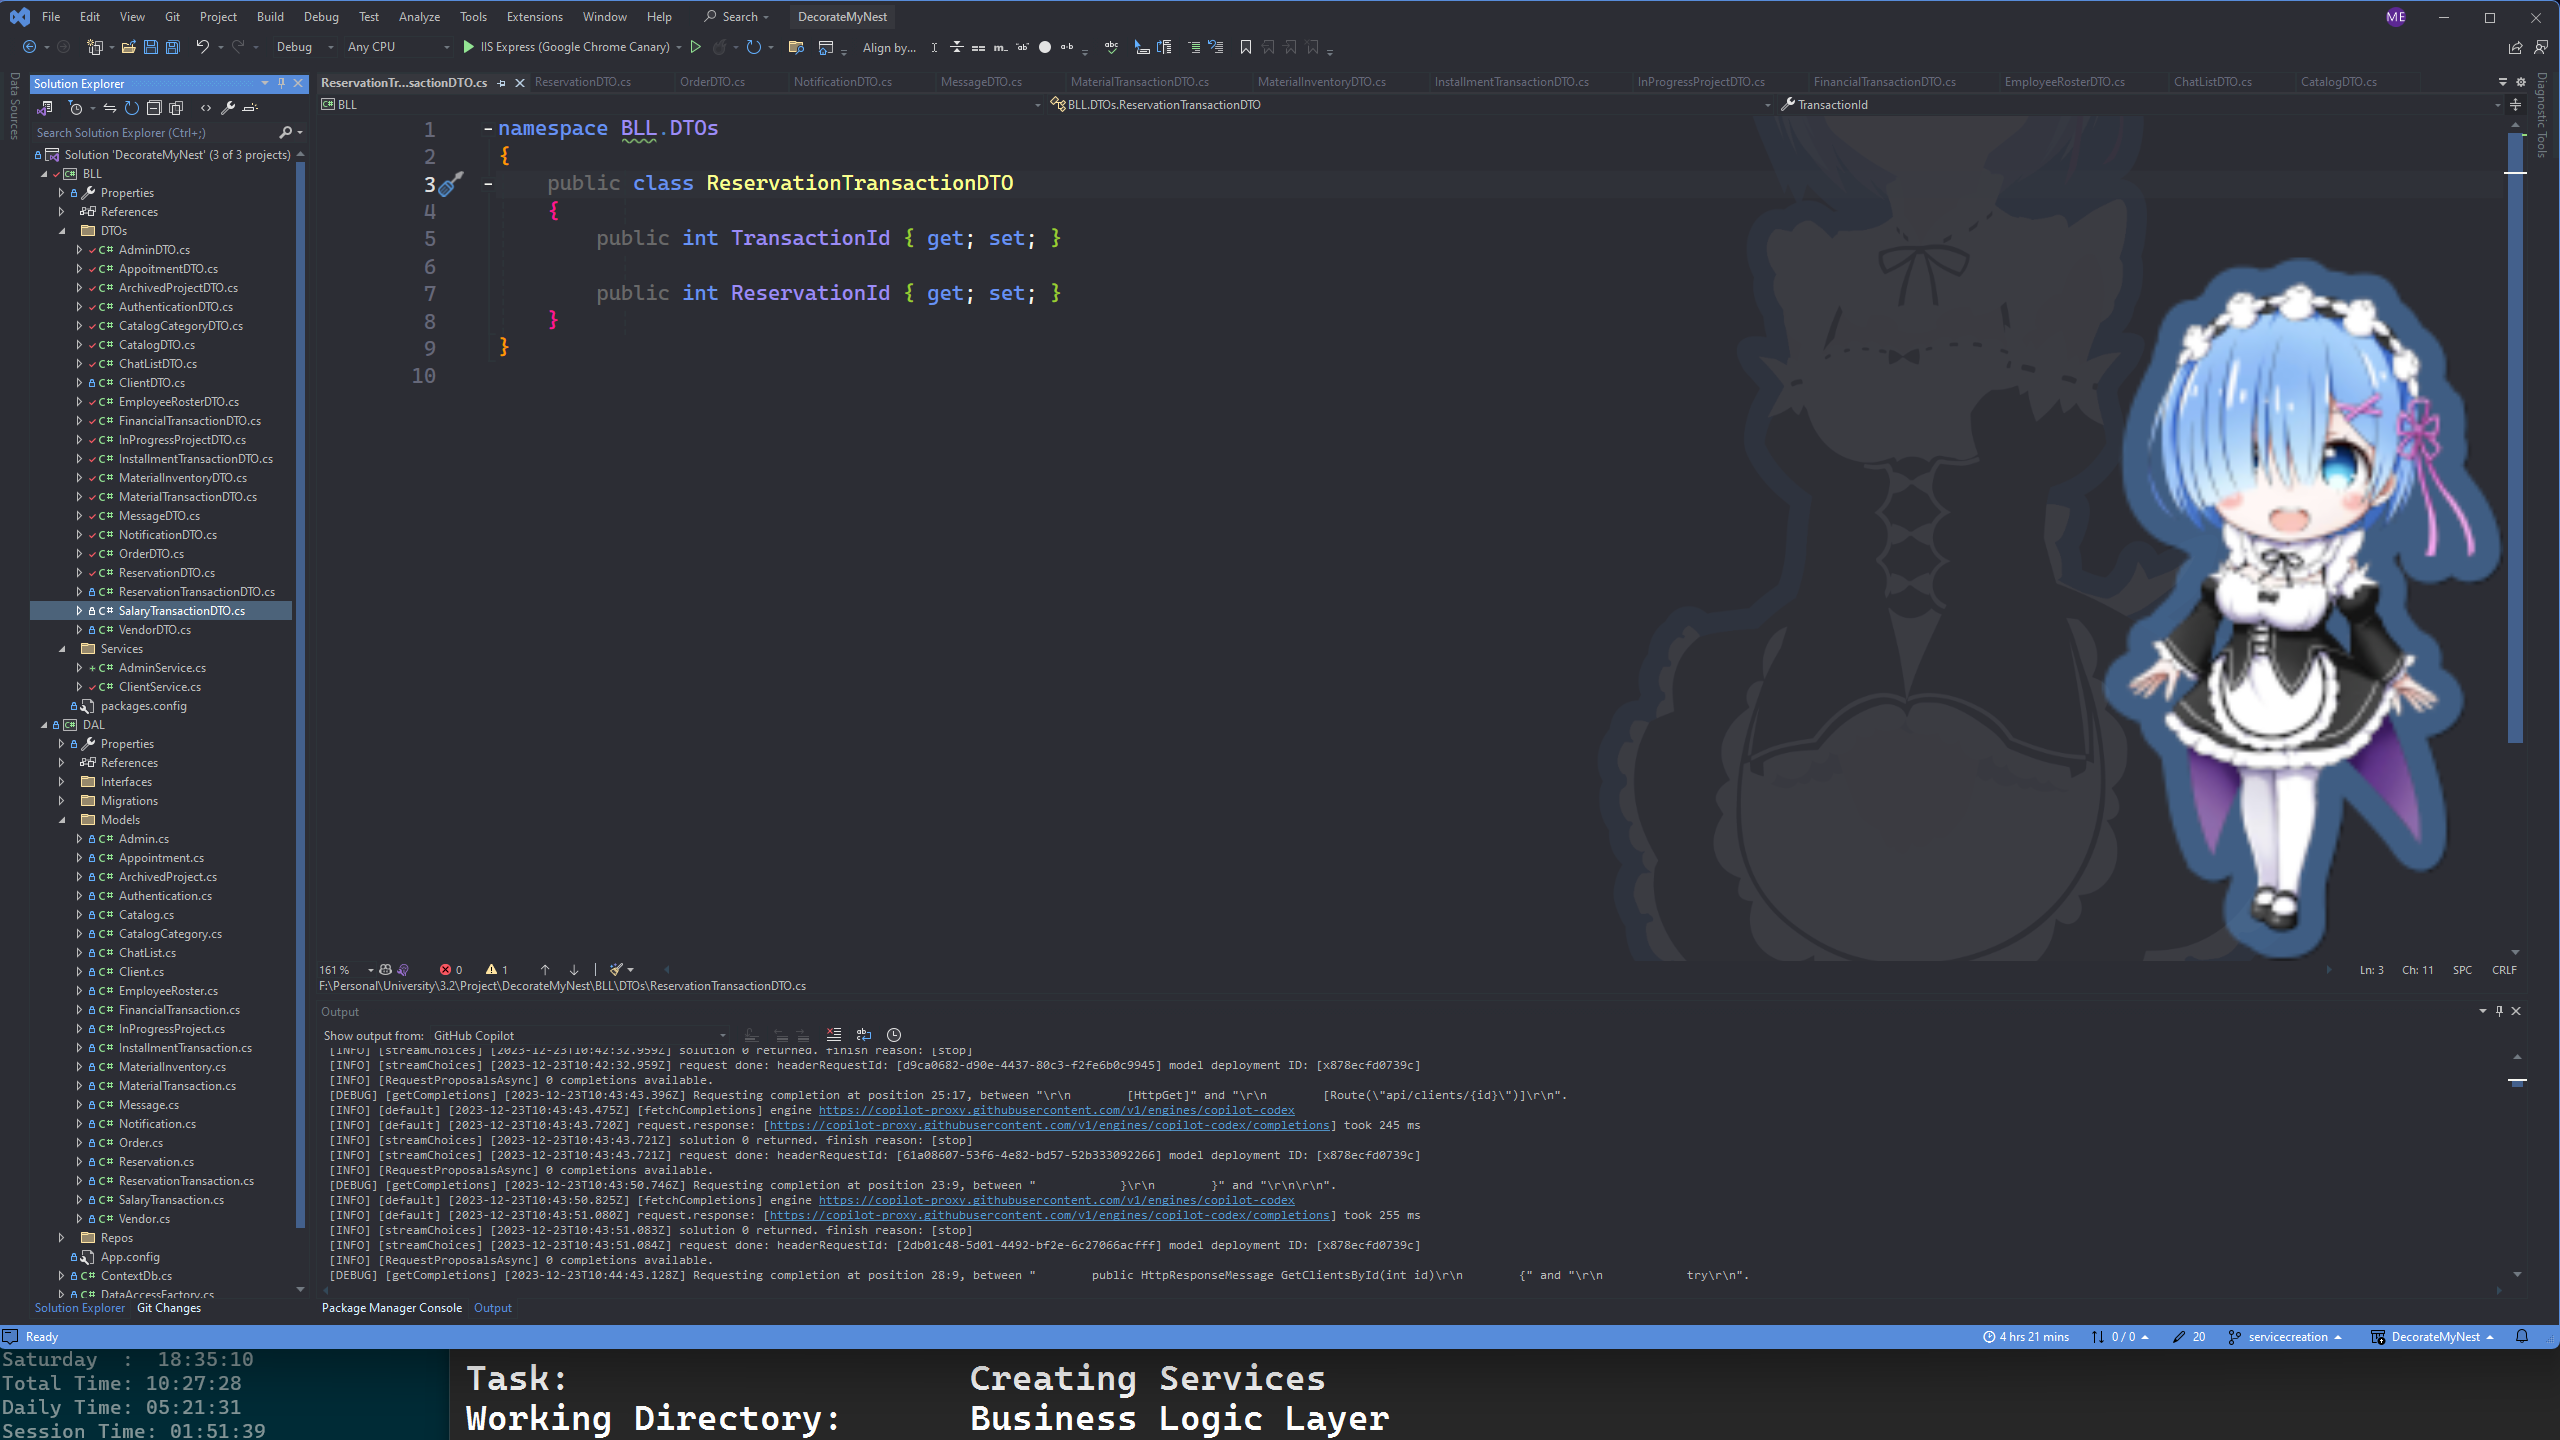 File Edit View Git Project Build Debug Test Analyze Tools Extensions Window Help Search DecorateMyNest ME
Debug Any CPU IIS Express (Google Chrome Canary) Align by...
Data Sources
Solution Explorer
Search Solution Explorer (Ctrl+;)
Solution 'DecorateMyNest' (3 of 3 projects)
BLL
Properties
References
DTOs
AdminDTO.cs
AppoitmentDTO.cs
ArchivedProjectDTO.cs
AuthenticationDTO.cs
CatalogCategoryDTO.cs
CatalogDTO.cs
ChatListDTO.cs
ClientDTO.cs
EmployeeRosterDTO.cs
FinancialTransactionDTO.cs
InProgressProjectDTO.cs
InstallmentTransactionDTO.cs
MaterialInventoryDTO.cs
MaterialTransactionDTO.cs
MessageDTO.cs
NotificationDTO.cs
OrderDTO.cs
ReservationDTO.cs
ReservationTransactionDTO.cs
SalaryTransactionDTO.cs
VendorDTO.cs
Services
AdminService.cs
ClientService.cs
packages.config
DAL
Properties
References
Interfaces
Migrations
Models
Admin.cs
Appointment.cs
ArchivedProject.cs
Authentication.cs
Catalog.cs
CatalogCategory.cs
ChatList.cs
Client.cs
EmployeeRoster.cs
FinancialTransaction.cs
InProgressProject.cs
InstallmentTransaction.cs
MaterialInventory.cs
MaterialTransaction.cs
Message.cs
Notification.cs
Order.cs
Reservation.cs
ReservationTransaction.cs
SalaryTransaction.cs
Vendor.cs
Repos
App.config
ContextDb.cs
DataAccessFactory.cs
Solution Explorer Git Changes
ReservationTr...sactionDTO.cs ReservationDTO.cs OrderDTO.cs NotificationDTO.cs MessageDTO.cs MaterialTransactionDTO.cs MaterialInventoryDTO.cs InstallmentTransactionDTO.cs InProgressProjectDTO.cs FinancialTransactionDTO.cs EmployeeRosterDTO.cs ChatListDTO.cs CatalogDTO.cs
BLL BLL.DTOs.ReservationTransactionDTO TransactionId
1 namespace BLL.DTOs
2 {
3 public class ReservationTransactionDTO
4 {
5 public int TransactionId { get; set; }
6
7 public int ReservationId { get; set; }
8 }
9 }
10
Diagnostic Tools
161 % 0 1 Ln: 3 Ch: 11 SPC CRLF
F:\Personal\University\3.2\Project\DecorateMyNest\BLL\DTOs\ReservationTransactionDTO.cs
Output
Show output from: GitHub Copilot
[INFO] [streamChoices] [2023-12-23T10:42:32.959Z] solution 0 returned. finish reason: [stop]
[INFO] [streamChoices] [2023-12-23T10:42:32.959Z] request done: headerRequestId: [d9ca0682-d90e-4437-80c3-f2fe6b0c9945] model deployment ID: [x878ecfd0739c]
[INFO] [RequestProposalsAsync] 0 completions available.
[DEBUG] [getCompletions] [2023-12-23T10:43:43.396Z] Requesting completion at position 25:17, between "\r\n [HttpGet]" and "\r\n [Route(\"api/clients/{id}\")]\r\n".
[INFO] [default] [2023-12-23T10:43:43.475Z] [fetchCompletions] engine https://copilot-proxy.githubusercontent.com/v1/engines/copilot-codex
[INFO] [default] [2023-12-23T10:43:43.720Z] request.response: [https://copilot-proxy.githubusercontent.com/v1/engines/copilot-codex/completions] took 245 ms
[INFO] [streamChoices] [2023-12-23T10:43:43.721Z] solution 0 returned. finish reason: [stop]
[INFO] [streamChoices] [2023-12-23T10:43:43.721Z] request done: headerRequestId: [61a08607-53f6-4e82-bd57-52b333092266] model deployment ID: [x878ecfd0739c]
[INFO] [RequestProposalsAsync] 0 completions available.
[DEBUG] [getCompletions] [2023-12-23T10:43:50.746Z] Requesting completion at position 23:9, between " }\r\n }" and "\r\n\r\n".
[INFO] [default] [2023-12-23T10:43:50.825Z] [fetchCompletions] engine https://copilot-proxy.githubusercontent.com/v1/engines/copilot-codex
[INFO] [default] [2023-12-23T10:43:51.080Z] request.response: [https://copilot-proxy.githubusercontent.com/v1/engines/copilot-codex/completions] took 255 ms
[INFO] [streamChoices] [2023-12-23T10:43:51.083Z] solution 0 returned. finish reason: [stop]
[INFO] [streamChoices] [2023-12-23T10:43:51.084Z] request done: headerRequestId: [2db01c48-5d01-4492-bf2e-6c27066acfff] model deployment ID: [x878ecfd0739c]
[INFO] [RequestProposalsAsync] 0 completions available.
[DEBUG] [getCompletions] [2023-12-23T10:44:43.128Z] Requesting completion at position 28:9, between " public HttpResponseMessage GetClientsById(int id)\r\n {" and "\r\n try\r\n".
Package Manager Console Output
Ready 4 hrs 21 mins 0 / 0 20 servicecreation DecorateMyNest
Saturday : 18:35:10
Total Time: 10:27:28
Daily Time: 05:21:31
Session Time: 01:51:39
Task: Creating Services
Working Directory: Business Logic Layer